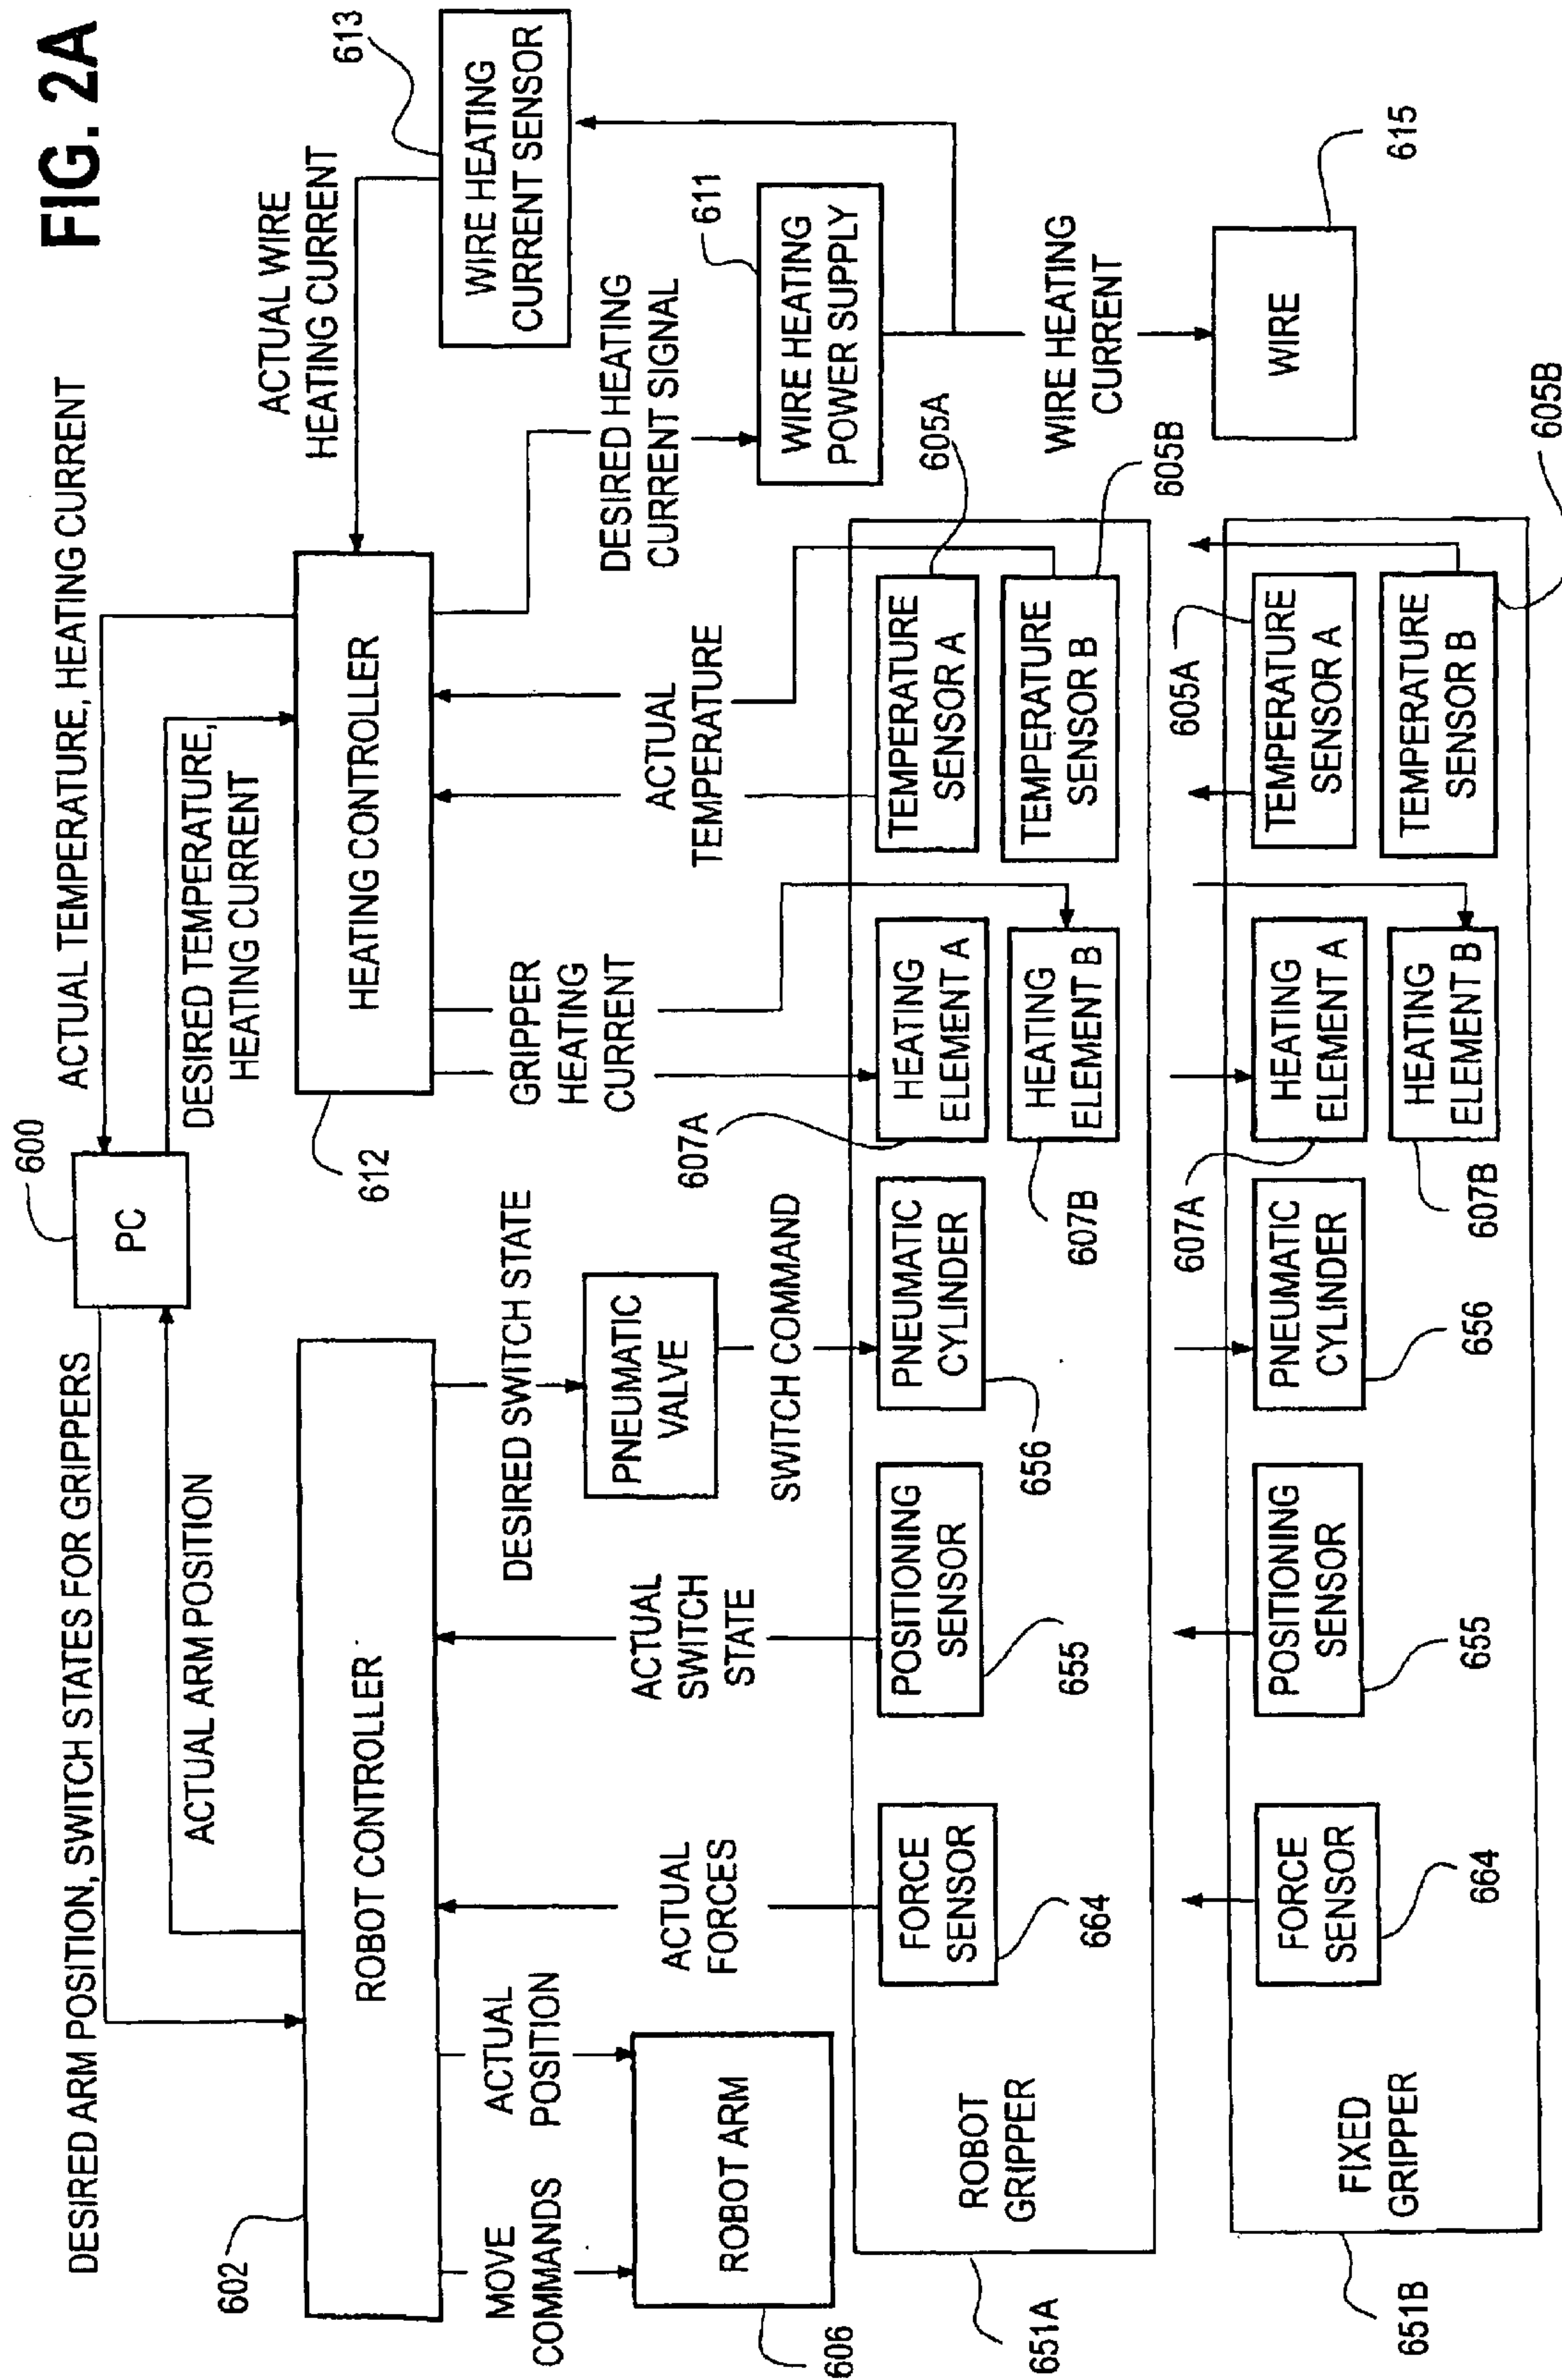 FIG. 2A
DESIRED ARM POSITION, SWITCH STATES FOR GRIPPERS
600
PC
ACTUAL TEMPERATURE, HEATING CURRENT
ACTUAL ARM POSITION
DESIRED TEMPERATURE,
HEATING CURRENT
ACTUAL WIRE
HEATING CURRENT
613
WIRE HEATING
CURRENT SENSOR
602
ROBOT CONTROLLER
612
HEATING CONTROLLER
MOVE
COMMANDS
ACTUAL
POSITION
ACTUAL
FORCES
ACTUAL
SWITCH
STATE
DESIRED SWITCH STATE
PNEUMATIC
VALVE
SWITCH COMMAND
GRIPPER
HEATING
CURRENT
ACTUAL
TEMPERATURE
DESIRED HEATING
CURRENT SIGNAL
611
WIRE HEATING
POWER SUPPLY
606
ROBOT ARM
WIRE HEATING
CURRENT
WIRE
615
651A
ROBOT
GRIPPER
FORCE
SENSOR
664
POSITIONING
SENSOR
655
PNEUMATIC
CYLINDER
656
607A
HEATING
ELEMENT A
HEATING
ELEMENT B
607B
TEMPERATURE
SENSOR A
605A
TEMPERATURE
SENSOR B
605B
651B
FIXED
GRIPPER
FORCE
SENSOR
664
POSITIONING
SENSOR
655
PNEUMATIC
CYLINDER
656
607A
HEATING
ELEMENT A
HEATING
ELEMENT B
607B
605A
TEMPERATURE
SENSOR A
TEMPERATURE
SENSOR B
605B